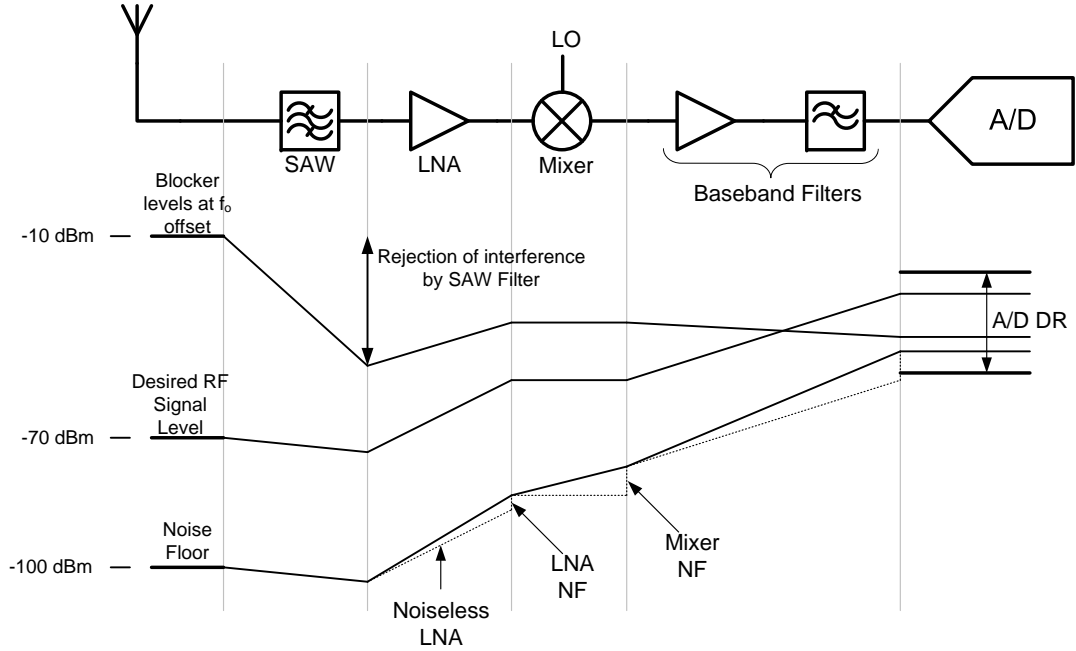 LO
A/D
SAW
LNA
Mixer
Baseband Filters
Blocker
levels at fₒ
offset
-10 dBm
Rejection of interference
by SAW Filter
A/D DR
Desired RF
Signal
Level
-70 dBm
Noise
Floor
-100 dBm
Noiseless
LNA
LNA
NF
Mixer
NF